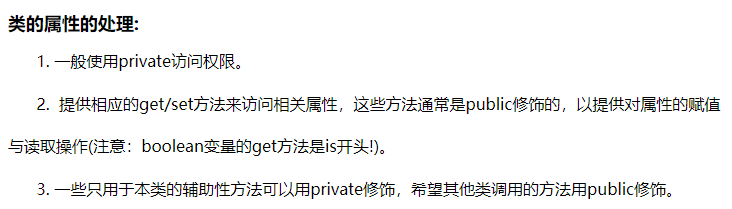 类的属性的处理:
1. 一般使用private访问权限。
2. 提供相应的get/set方法来访问相关属性，这些方法通常是public修饰的，以提供对属性的赋值
与读取操作(注意：boolean变量的get方法是is开头!)。
3. 一些只用于本类的辅助性方法可以用private修饰，希望其他类调用的方法用public修饰。